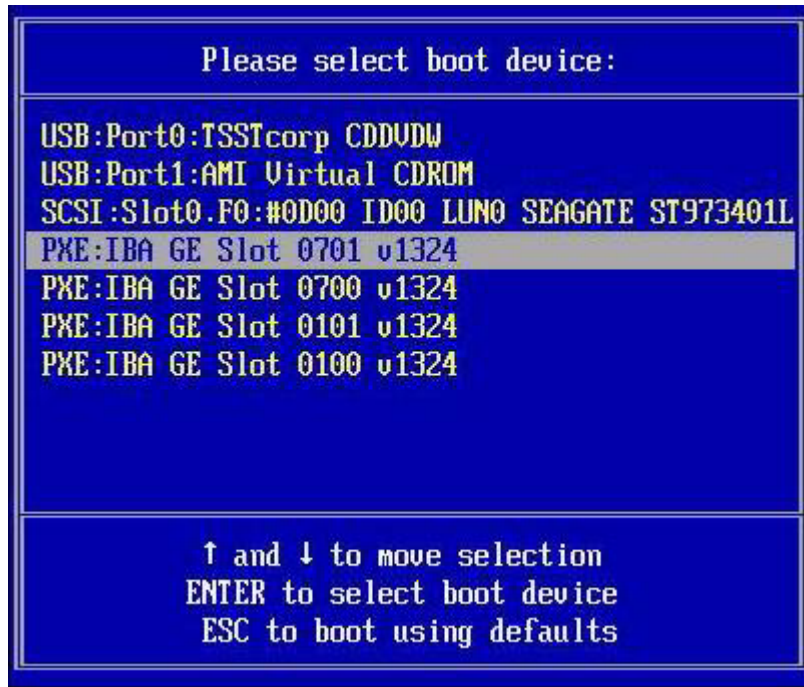 Please select boot device:
USB:Port0:TSSTcorp CDDVDW
USB:Port1:AMI Virtual CDROM
SCSI:Slot0.F0:#0D00 ID00 LUN0 SEAGATE ST973401L
PXE:IBA GE Slot 0701 v1324
PXE:IBA GE Slot 0700 v1324
PXE:IBA GE Slot 0101 v1324
PXE:IBA GE Slot 0100 v1324
↑ and ↓ to move selection
ENTER to select boot device
ESC to boot using defaults